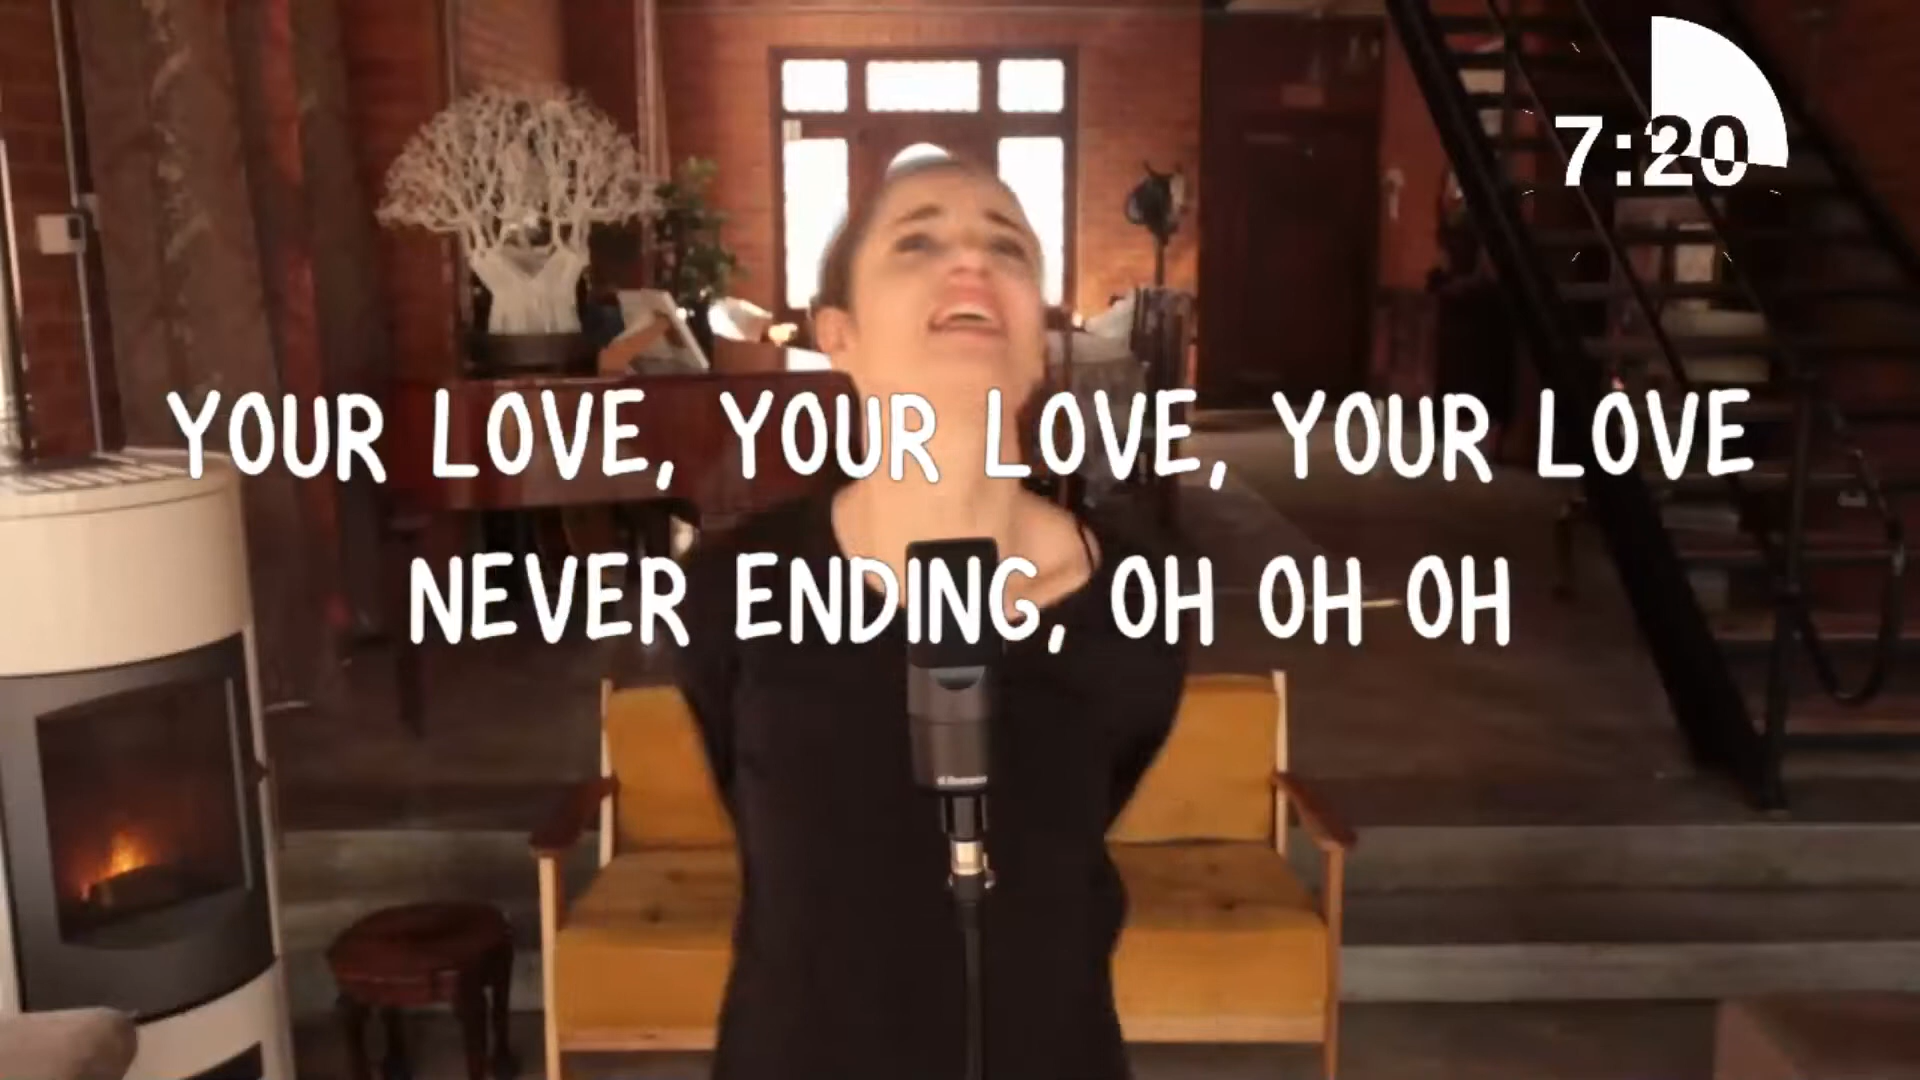 7:20
YOUR LOVE, YOUR LOVE, YOUR LOVE
NEVER ENDING, OH OH OH